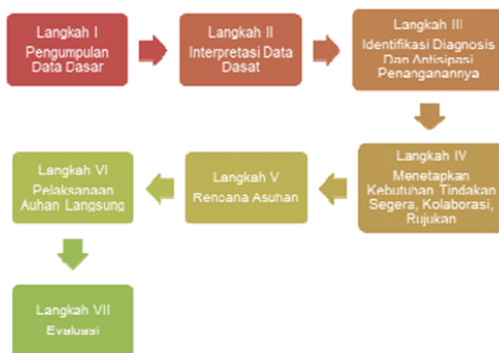 Langkah I
Pengumpulan
Data Dasar
Langkah II
Interpretasi Data
Dasat
Langkah III
Identifikasi Diagnosis
Dan Antisipasi
Penanganannya
Langkah IV
Menetapkan
Kebutuhan Tindakan
Segera, Kolaborasi,
Rujukan
Langkah V
Rencana Asuhan
Langkah VI
Pelaksanaan
Auhan Langsung
Langkah VII
Evaluasi